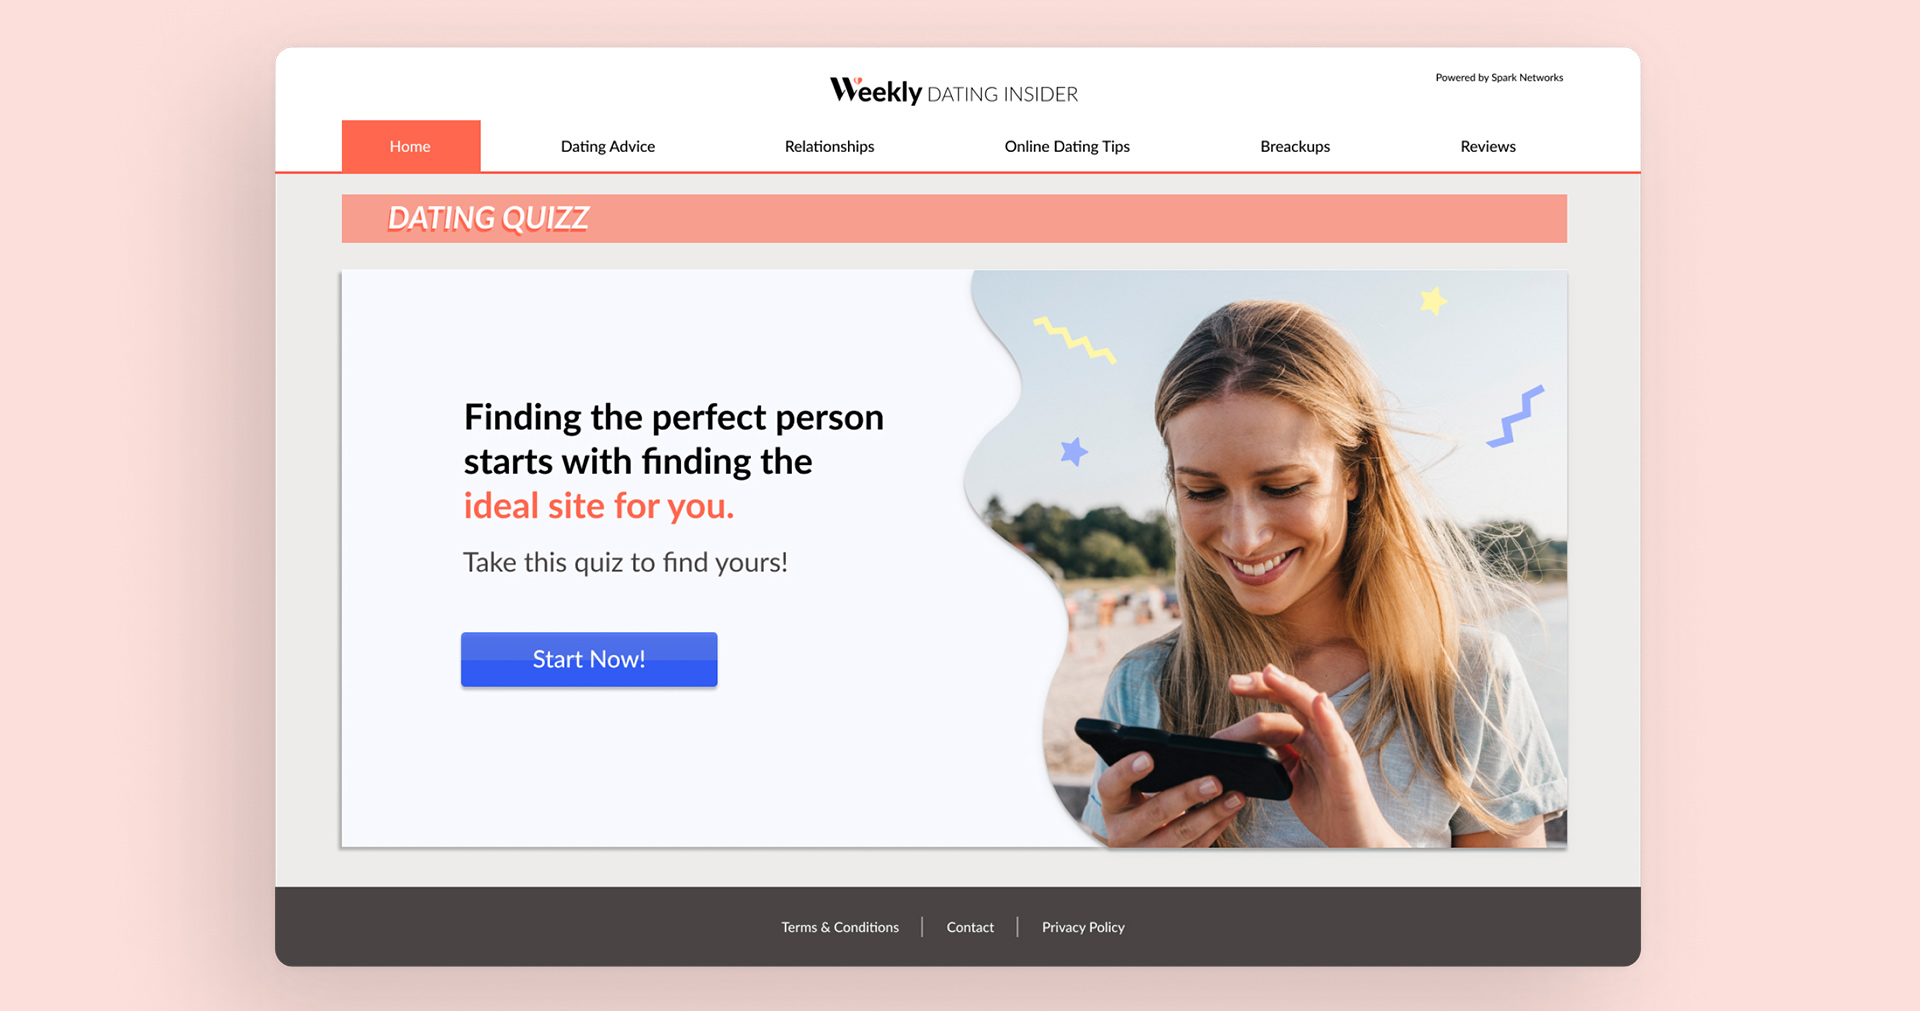 Weekly DATING INSIDER
Powered by Spark Networks
Home
Dating Advice
Relationships
Online Dating Tips
Breackups
Reviews
DATING QUIZZ
Finding the perfect person
starts with finding the
ideal site for you.
Take this quiz to find yours!
Start Now!
Terms & Conditions
Contact
Privacy Policy